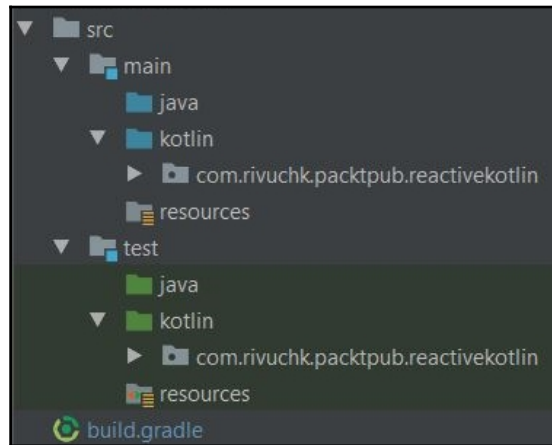 src
main
java
kotlin
com.rivuchk.packtpub.reactivekotlin
resources
test
java
kotlin
com.rivuchk.packtpub.reactivekotlin
resources
build.gradle